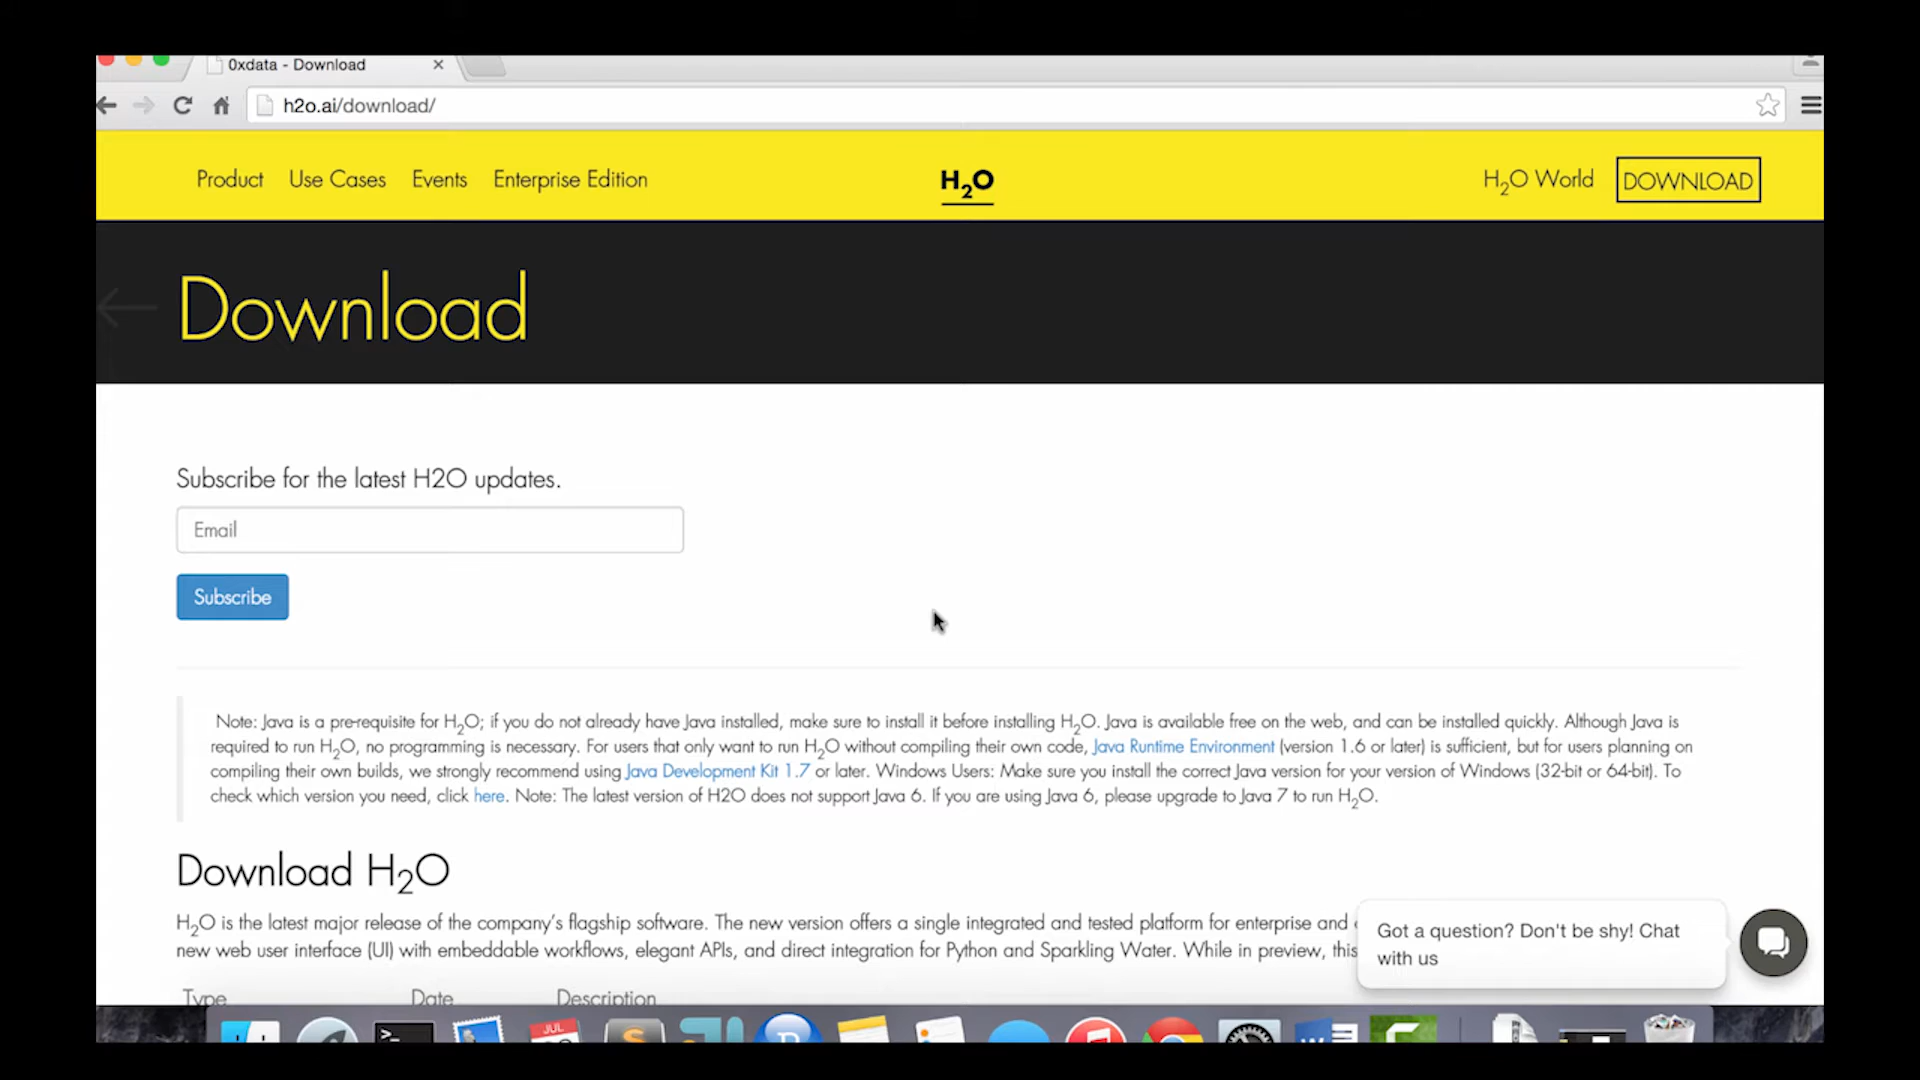 0xdata - Download
h2o.ai/download/
Product Use Cases Events Enterprise Edition H₂O H₂O World DOWNLOAD
Download
Subscribe for the latest H2O updates.
Email
Subscribe
Note: Java is a pre-requisite for H₂O; if you do not already have Java installed, make sure to install it before installing H₂O. Java is available free on the web, and can be installed quickly. Although Java is
required to run H₂O, no programming is necessary. For users that only want to run H₂O without compiling their own code, Java Runtime Environment (version 1.6 or later) is sufficient, but for users planning on
compiling their own builds, we strongly recommend using Java Development Kit 1.7 or later. Windows Users: Make sure you install the correct Java version for your version of Windows (32-bit or 64-bit). To
check which version you need, click here. Note: The latest version of H2O does not support Java 6. If you are using Java 6, please upgrade to Java 7 to run H₂O.
Download H₂O
H₂O is the latest major release of the company's flagship software. The new version offers a single integrated and tested platform for enterprise and
new web user interface (UI) with embeddable workflows, elegant APIs, and direct integration for Python and Sparkling Water. While in preview, this
Got a question? Don't be shy! Chat
with us
Type Date Description
JUL